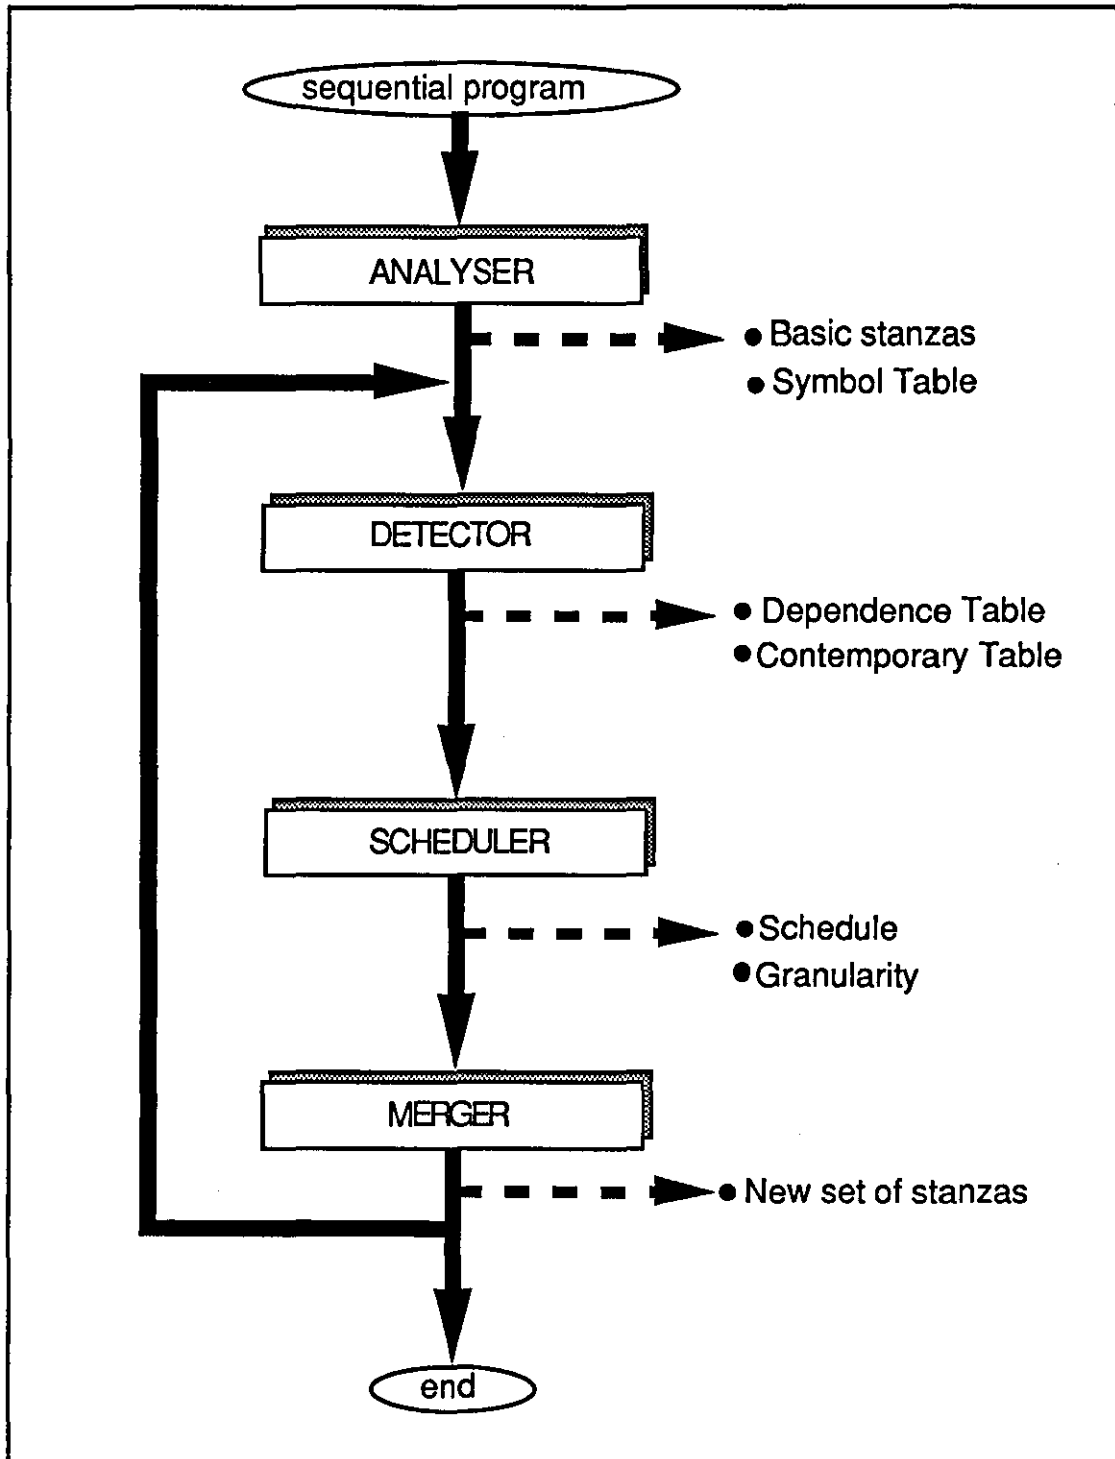 sequential program
ANALYSER
● Basic stanzas
● Symbol Table
DETECTOR
● Dependence Table
● Contemporary Table
SCHEDULER
● Schedule
● Granularity
MERGER
● New set of stanzas
end